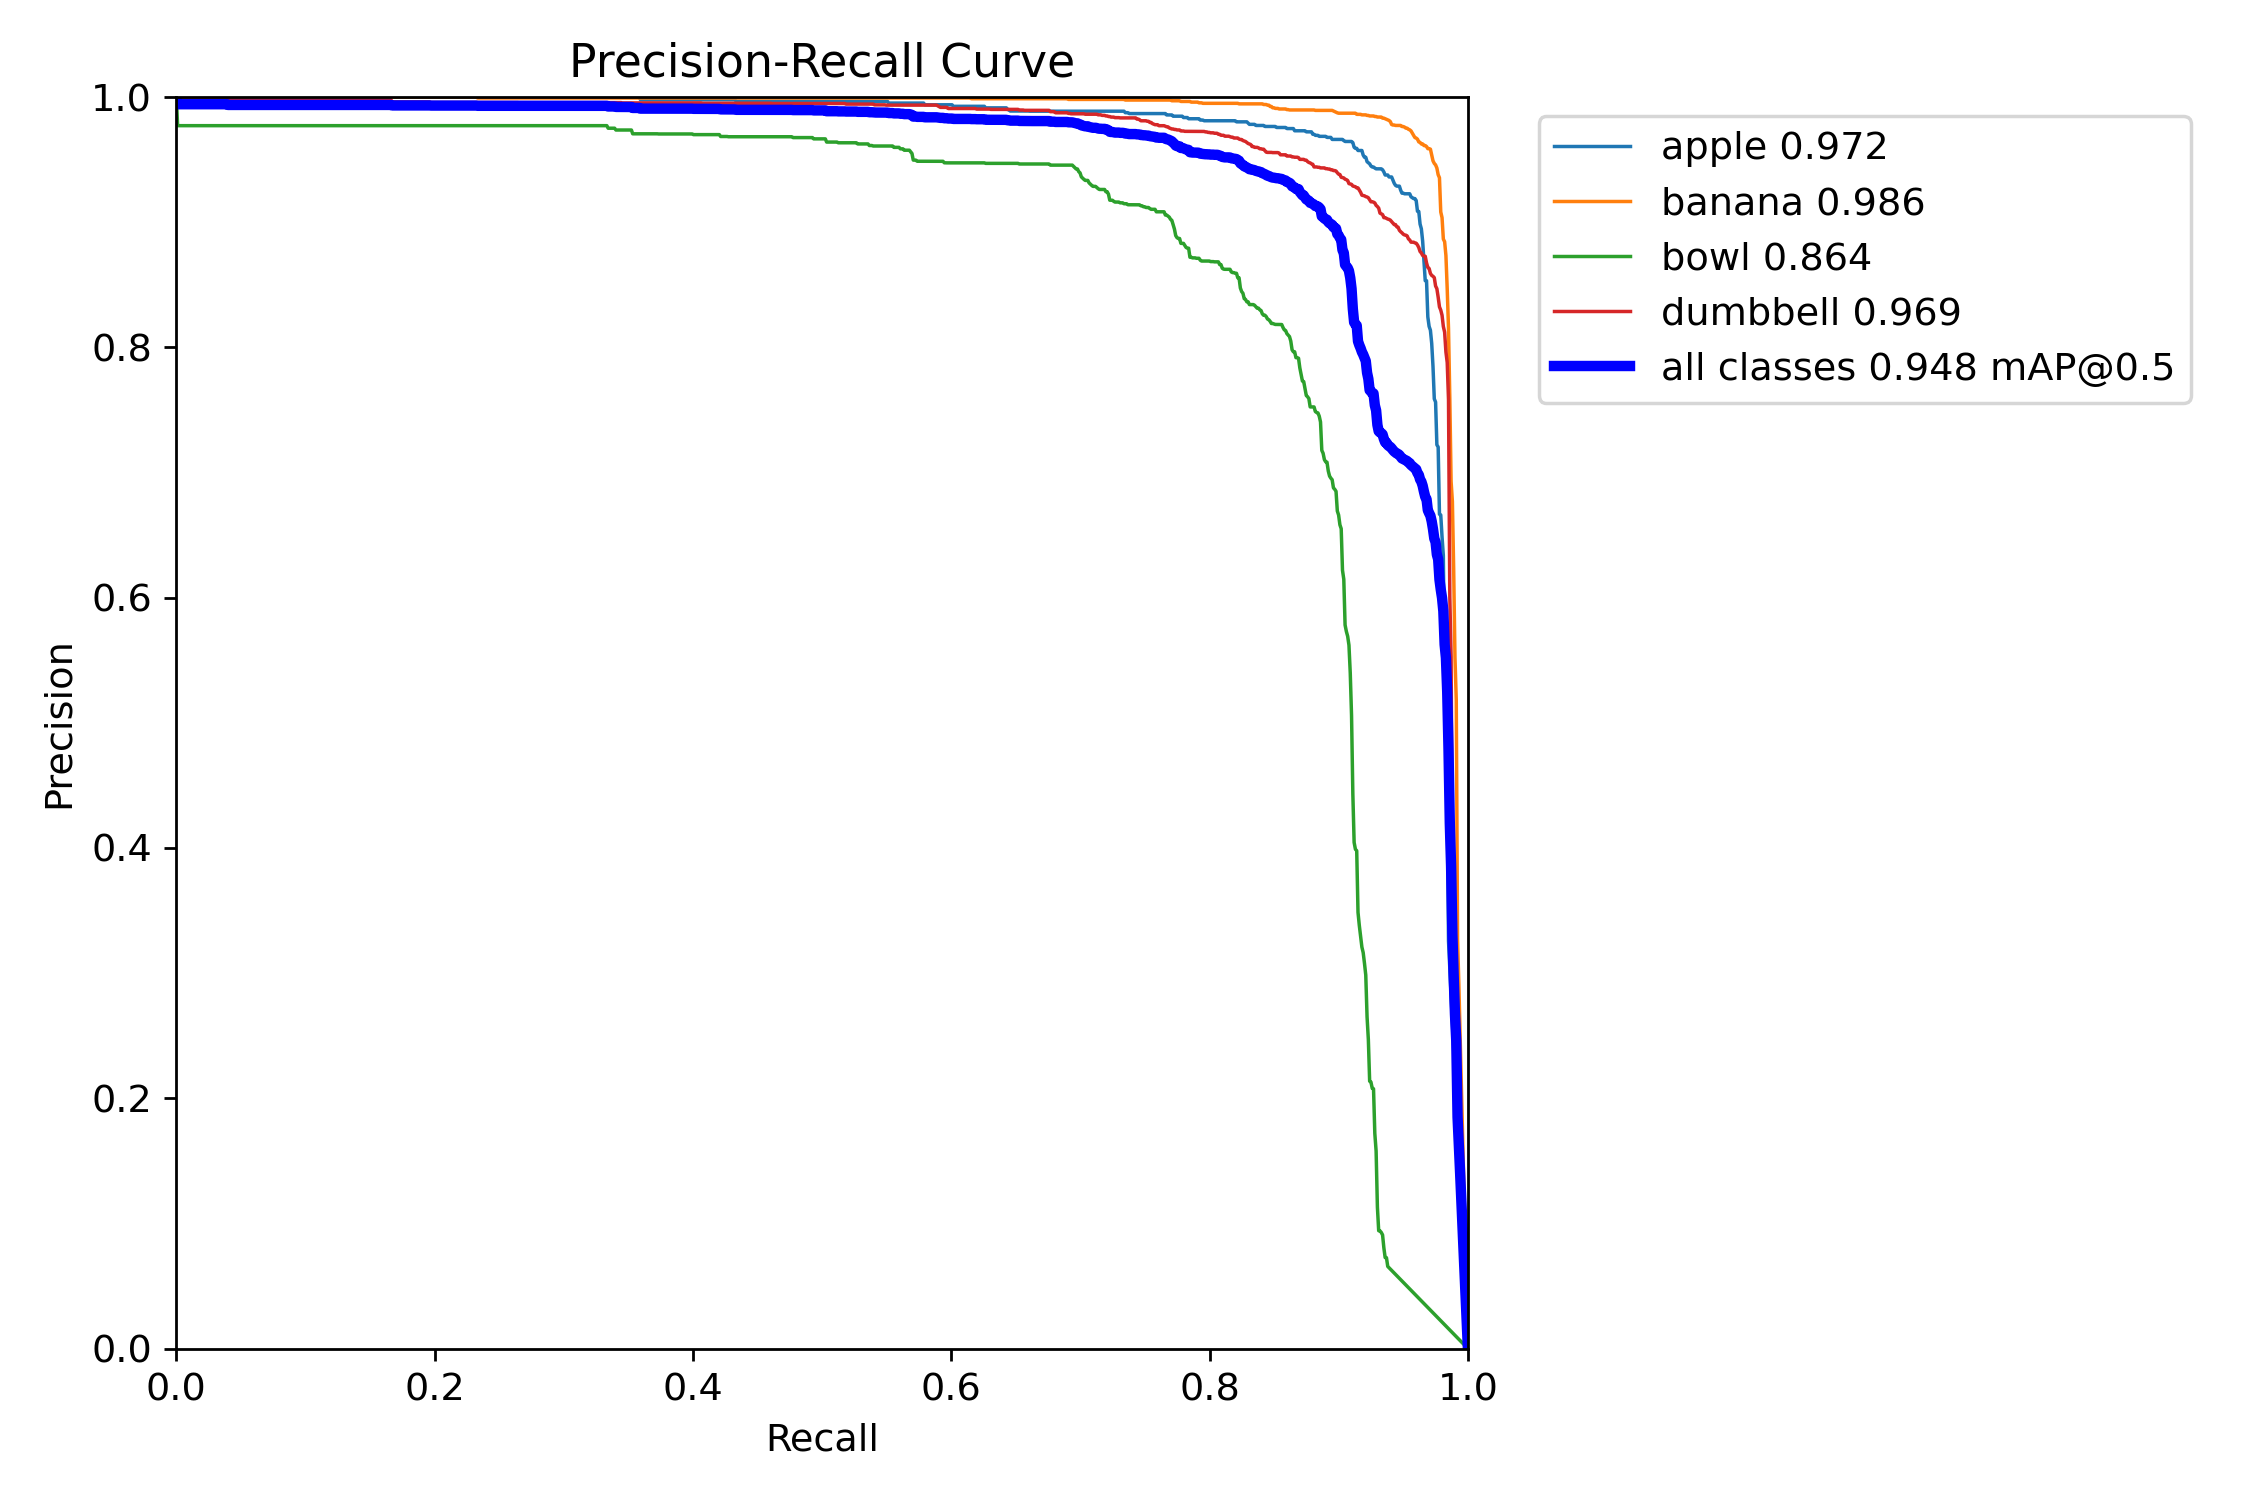 Precision-Recall Curve
1.0
0.8
0.6
0.4
0.2
0.0
Precision
0.0 0.2 0.4 0.6 0.8 1.0
Recall
apple 0.972
banana 0.986
bowl 0.864
dumbbell 0.969
all classes 0.948 mAP@0.5